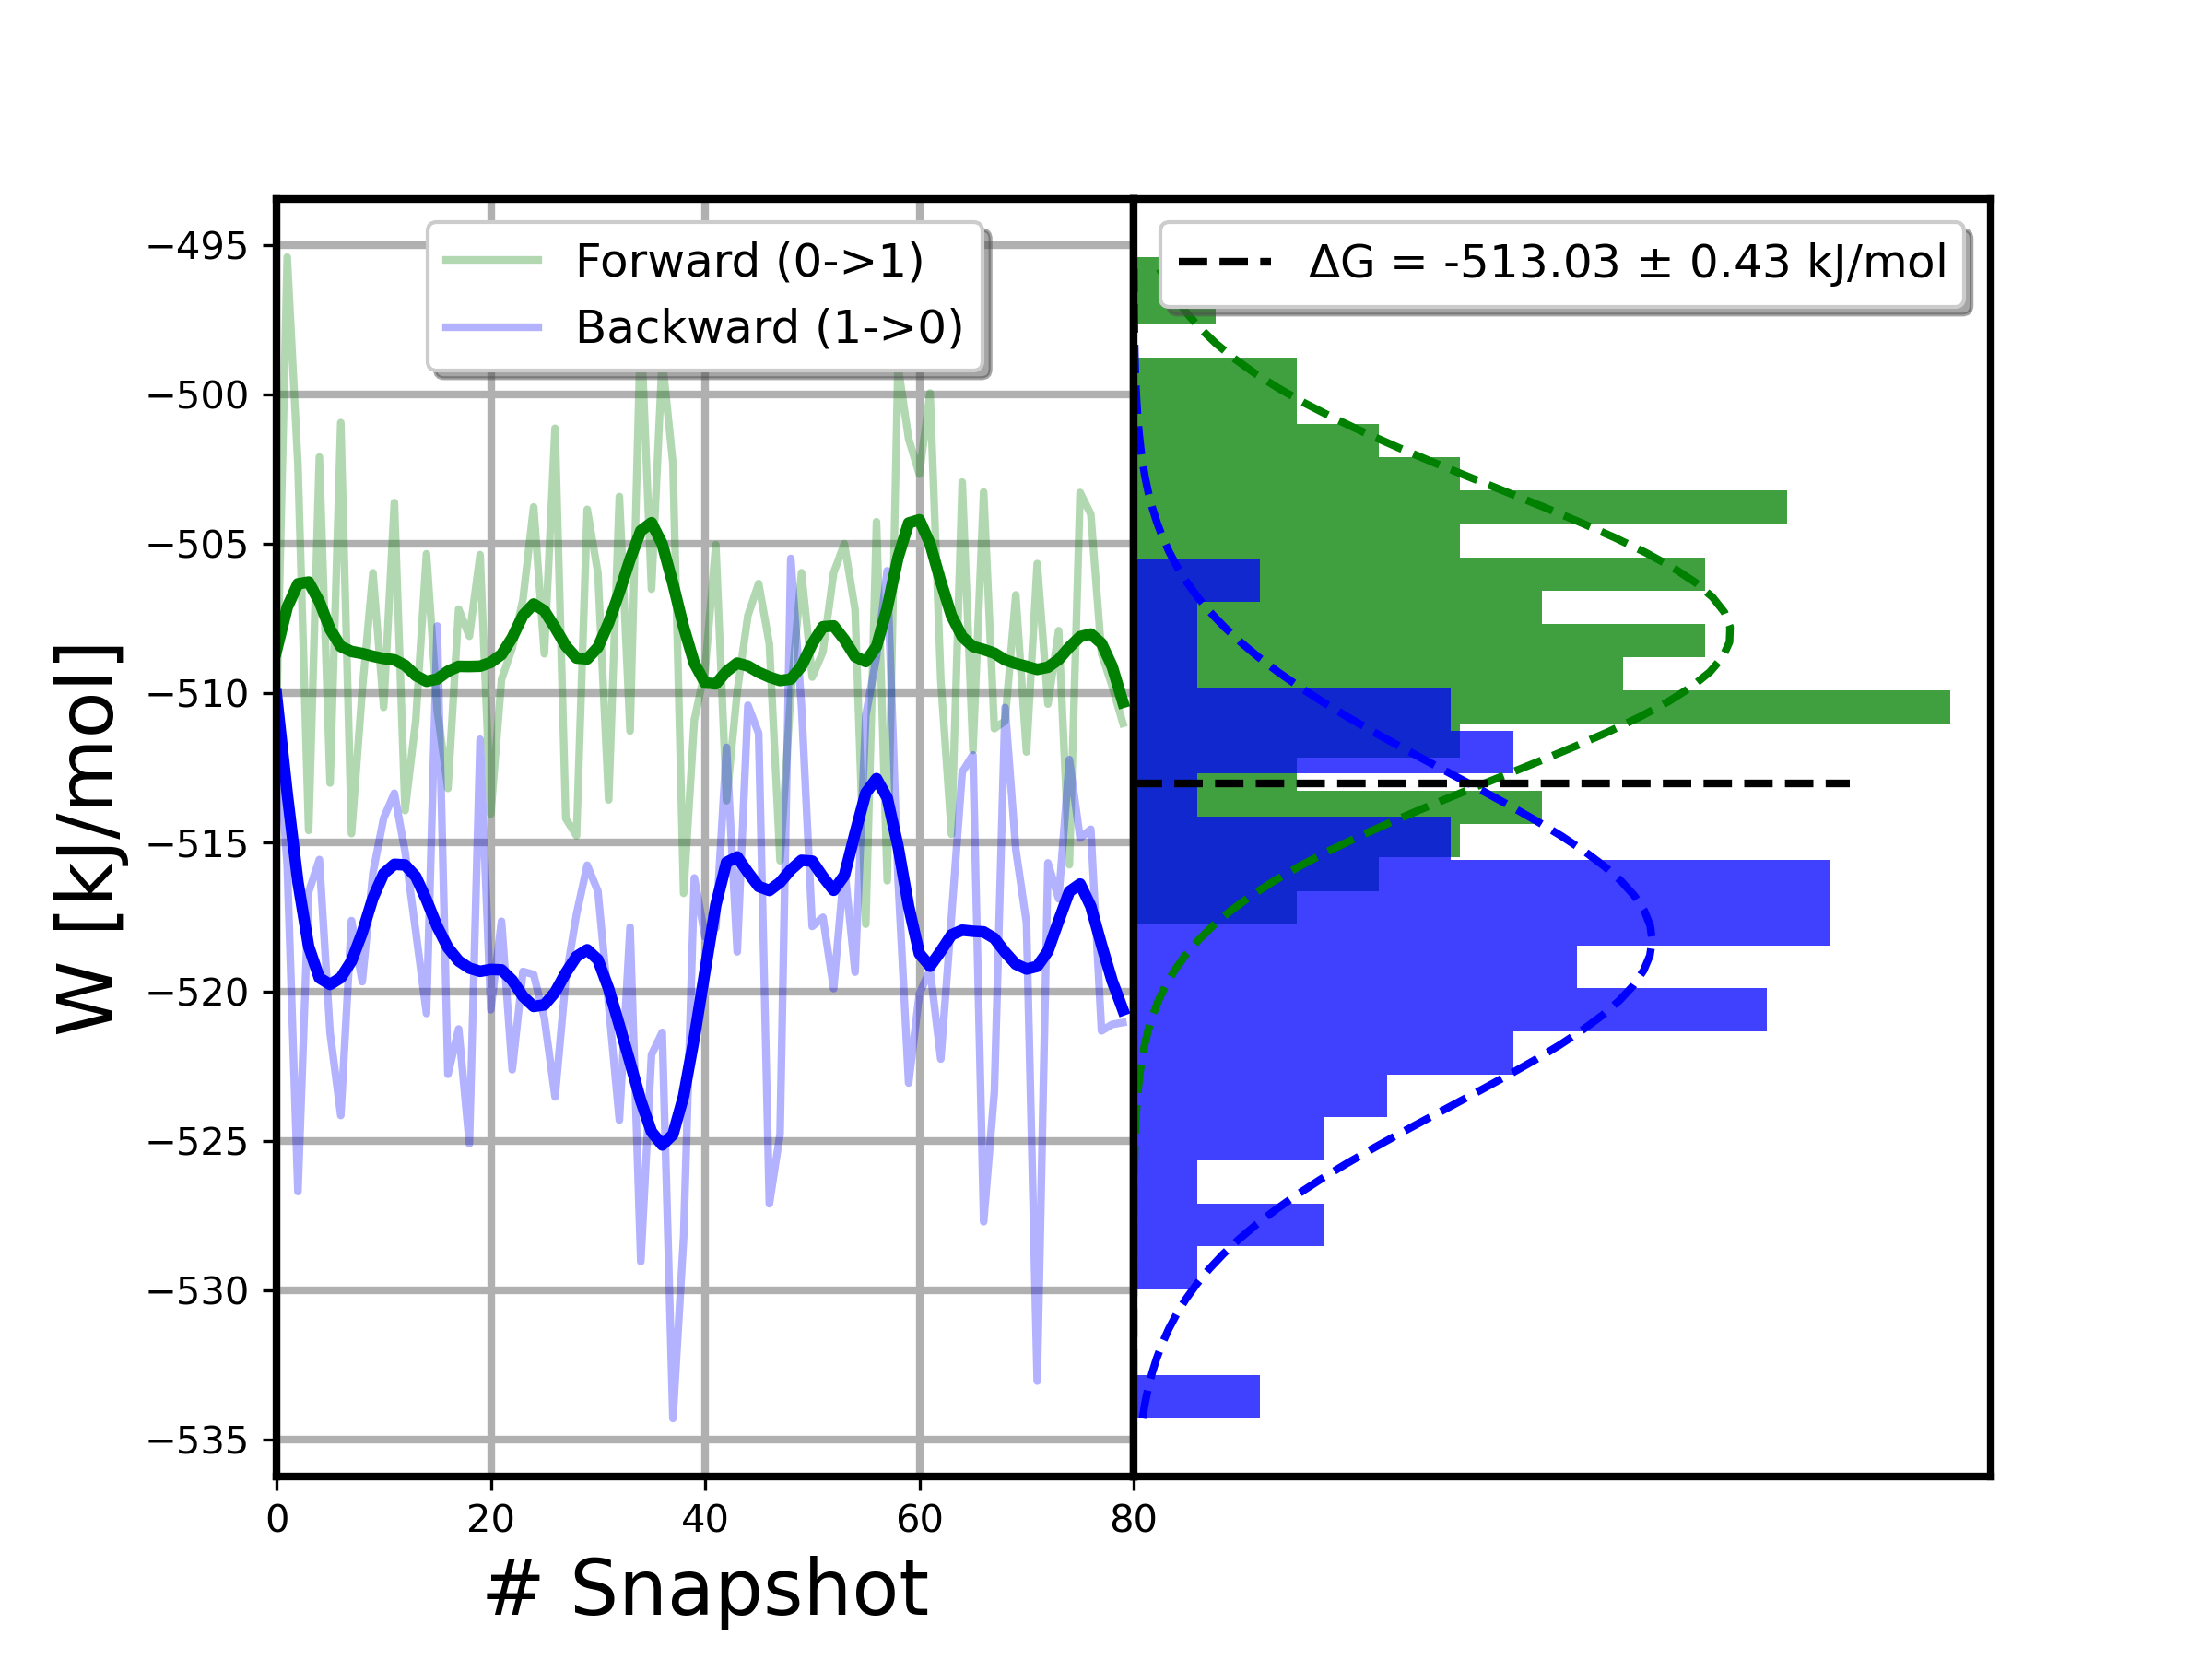 Forward (0->1)
Backward (1->0)
ΔG = -513.03 ± 0.43 kJ/mol
W [kJ/mol]
−495
−500
−505
−510
−515
−520
−525
−530
−535
0 20 40 60 80
# Snapshot